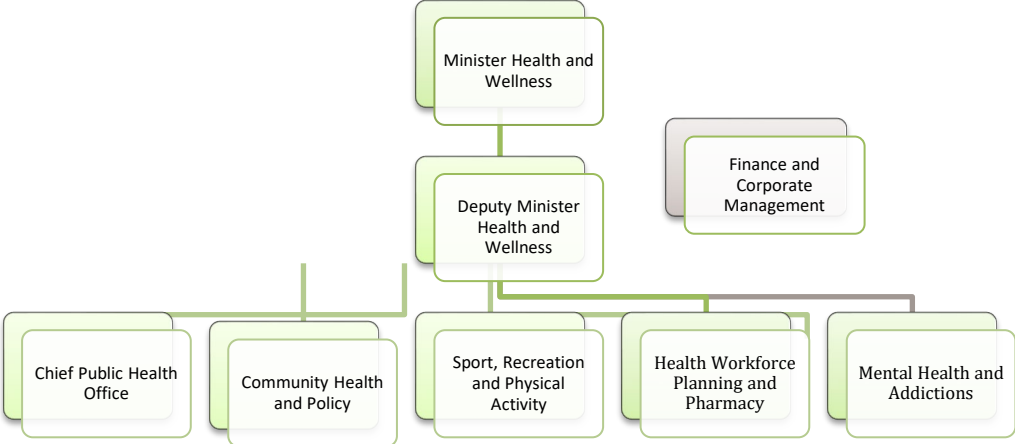 Minister Health and
Wellness
Finance and
Corporate
Management
Deputy Minister
Health and
Wellness
Chief Public Health
Office
Community Health
and Policy
Sport, Recreation
and Physical
Activity
Health Workforce
Planning and
Pharmacy
Mental Health and
Addictions